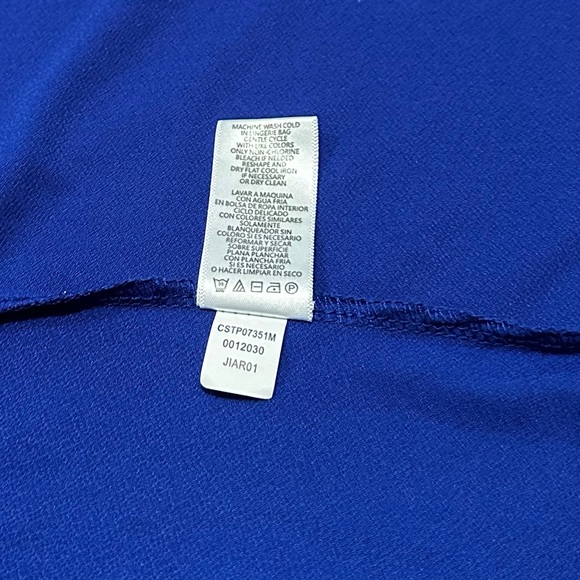 MACHINE WASH COLD
IN LINGERIE BAG
GENTLE CYCLE
WITH LIKE COLORS
ONLY NON-CHLORINE
BLEACH IF NEEDED
RESHAPE AND
DRY FLAT COOL IRON
IF NECESSARY
OR DRY CLEAN
LAVAR A MAQUINA
CON AGUA FRIA
EN BOLSA DE ROPA INTERIOR
CICLO DELICADO
CON COLORES SIMILARES
SOLAMENTE
BLANQUEADOR SIN
COLORO SI ES NECESARIO
REFORMAR Y SECAR
SOBRE SUPERFICIE
PLANA PLANCHAR
CON PLANCHA FRIA
SI ES NECESARIO
O HACER LIMPIAR EN SECO
CSTP07351M
0012030
JIAR01